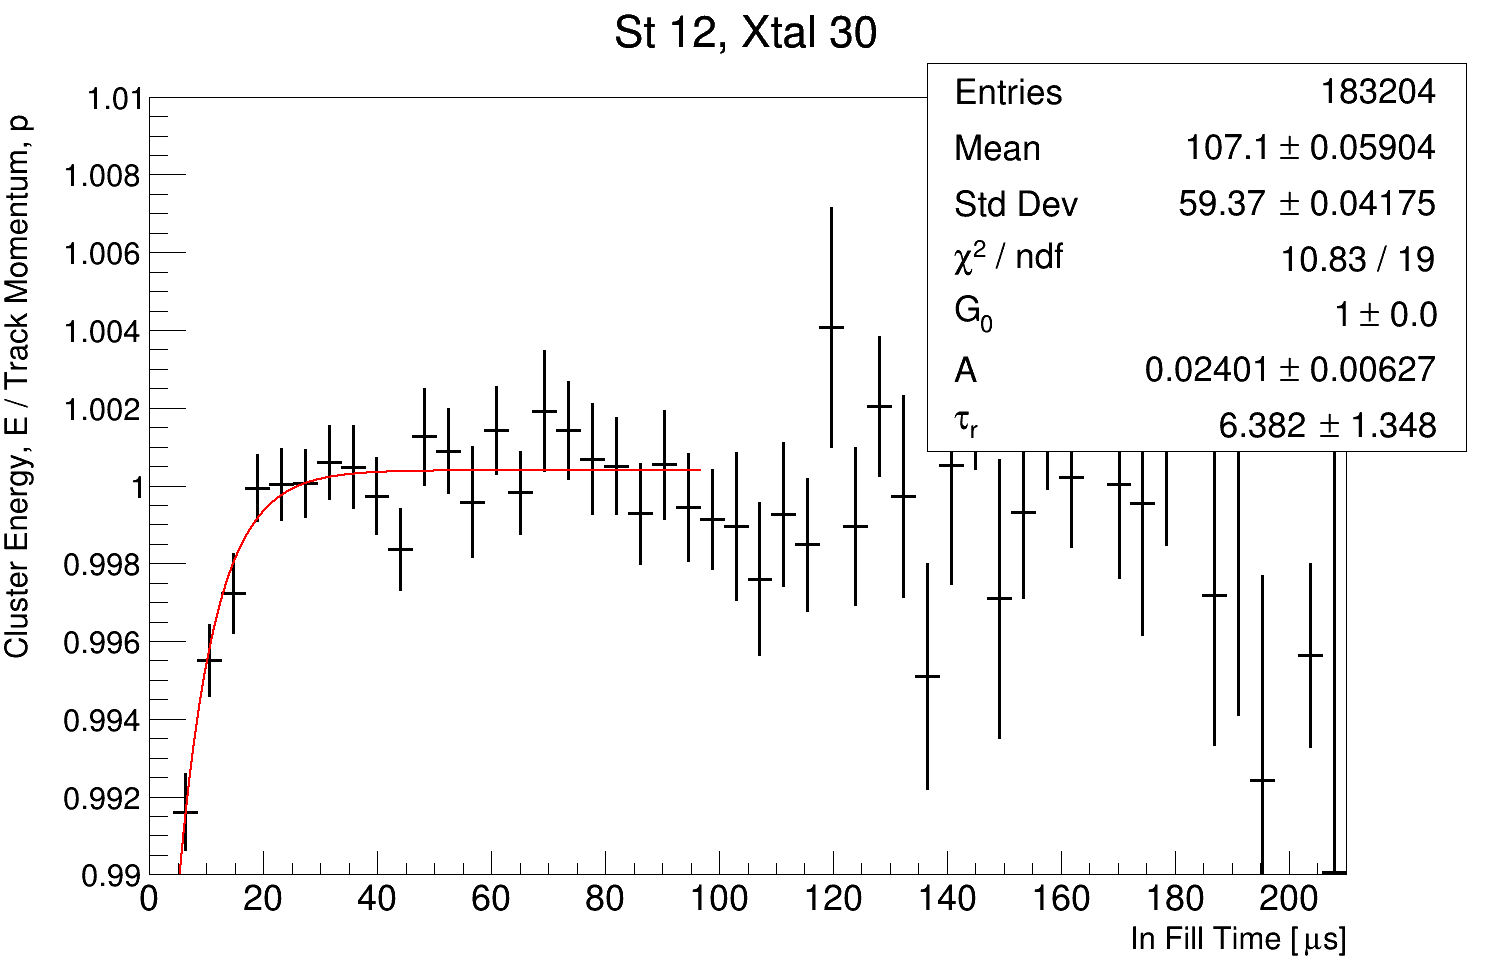 St 12, Xtal 30
Entries 183204
Mean 107.1 ± 0.05904
Std Dev 59.37 ± 0.04175
χ² / ndf 10.83 / 19
G₀ 1 ± 0.0
A 0.02401 ± 0.00627
τᵣ 6.382 ± 1.348
Cluster Energy, E / Track Momentum, p
1.01
1.008
1.006
1.004
1.002
1
0.998
0.996
0.994
0.992
0.99
0 20 40 60 80 100 120 140 160 180 200
In Fill Time [μs]